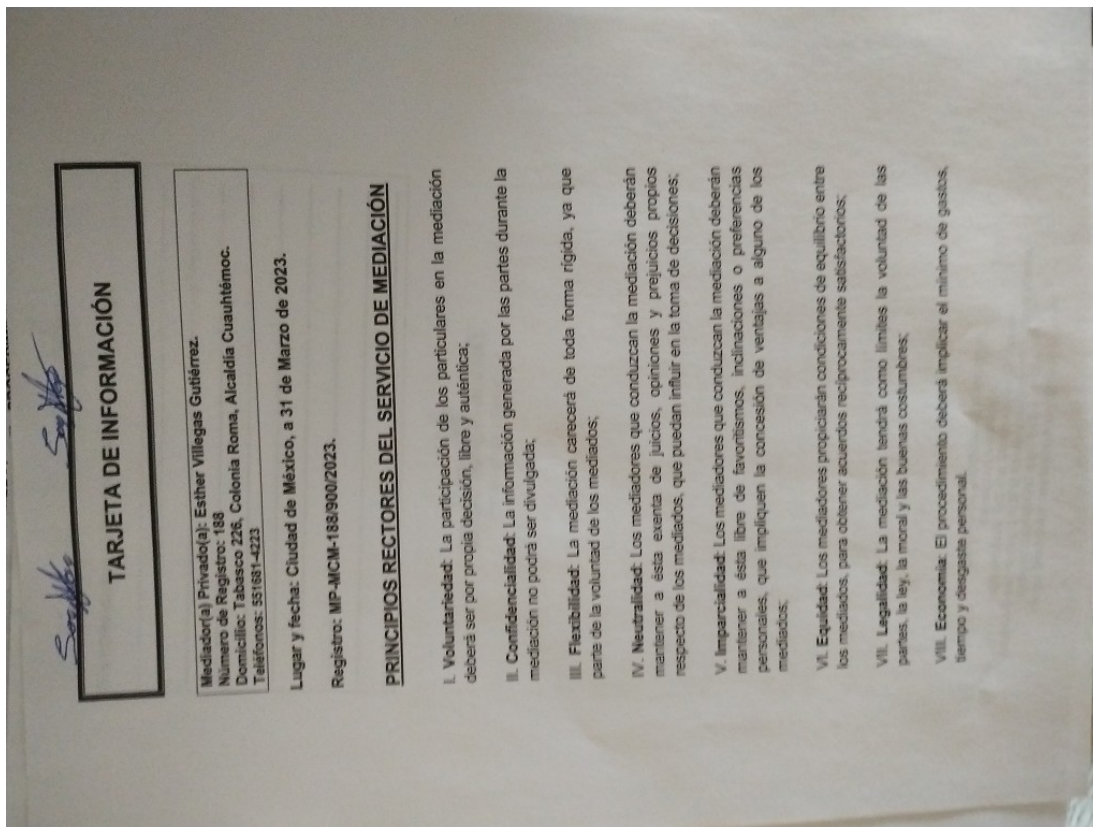 TARJETA DE INFORMACIÓN
Mediador(a) Privado(a): Esther Villegas Gutiérrez.
Número de Registro: 188
Domicilio: Tabasco 226, Colonia Roma, Alcaldía Cuauhtémoc.
Teléfonos: 551681-4223
Lugar y fecha: Ciudad de México, a 31 de Marzo de 2023.
Registro: MP-MCIM-188/900/2023.
PRINCIPIOS RECTORES DEL SERVICIO DE MEDIACIÓN
I. Voluntariedad: La participación de los particulares en la mediación
deberá ser por propia decisión, libre y auténtica;
II. Confidencialidad: La información generada por las partes durante la
mediación no podrá ser divulgada;
III. Flexibilidad: La mediación carecerá de toda forma rígida, ya que
parte de la voluntad de los mediados;
IV. Neutralidad: Los mediadores que conduzcan la mediación deberán
mantener a ésta exenta de juicios, opiniones y prejuicios propios
respecto de los mediados, que puedan influir en la toma de decisiones;
V. Imparcialidad: Los mediadores que conduzcan la mediación deberán
mantener a ésta libre de favoritismos, inclinaciones o preferencias
personales, que impliquen la concesión de ventajas a alguno de los
mediados;
VI. Equidad: Los mediadores propiciarán condiciones de equilibrio entre
los mediados, para obtener acuerdos recíprocamente satisfactorios;
VII. Legalidad: La mediación tendrá como límites la voluntad de las
partes, la ley, la moral y las buenas costumbres;
VIII. Economía: El procedimiento deberá implicar el mínimo de gastos,
tiempo y desgaste personal.